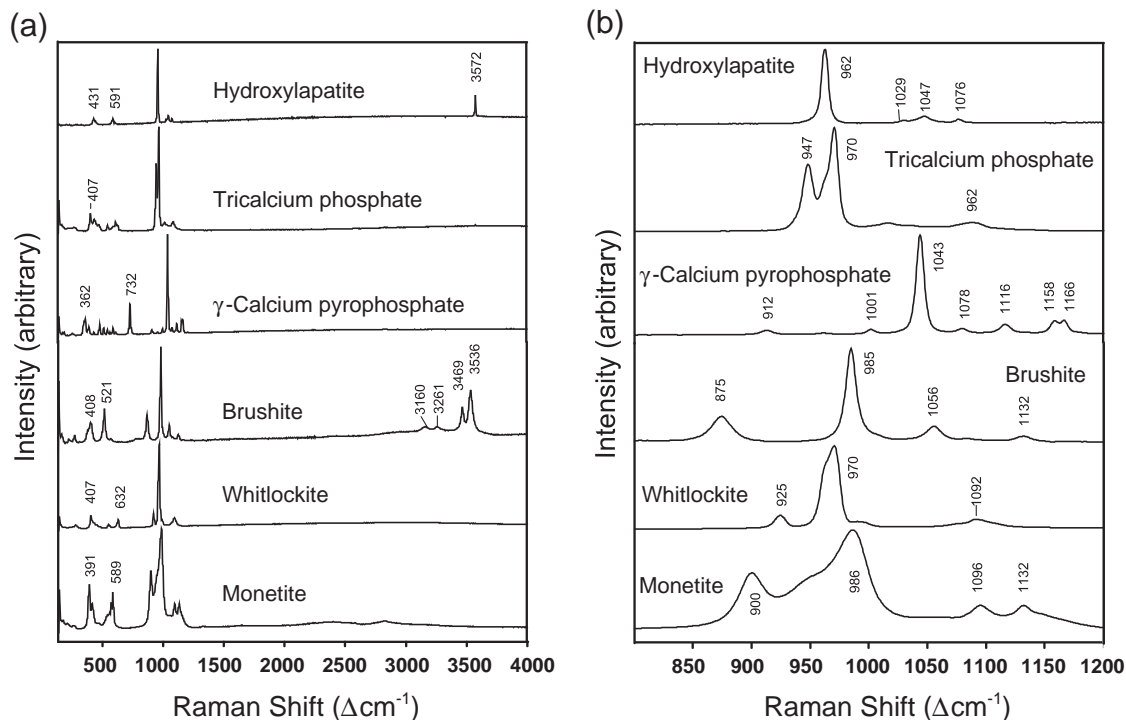 (a)
Intensity (arbitrary)
431
591
3572
Hydroxylapatite
407
Tricalcium phosphate
362
732
γ-Calcium pyrophosphate
408
521
3160
3261
3469
3536
Brushite
407
632
Whitlockite
391
589
Monetite
500 1000 1500 2000 2500 3000 3500 4000
Raman Shift (Δcm⁻¹)
(b)
Intensity (arbitrary)
Hydroxylapatite
962
1029
1047
1076
947
970
Tricalcium phosphate
962
γ-Calcium pyrophosphate
912
1001
1043
1078
1116
1158
1166
Brushite
875
985
1056
1132
Whitlockite
925
970
1092
Monetite
900
986
1096
1132
850 900 950 1000 1050 1100 1150 1200
Raman Shift (Δcm⁻¹)